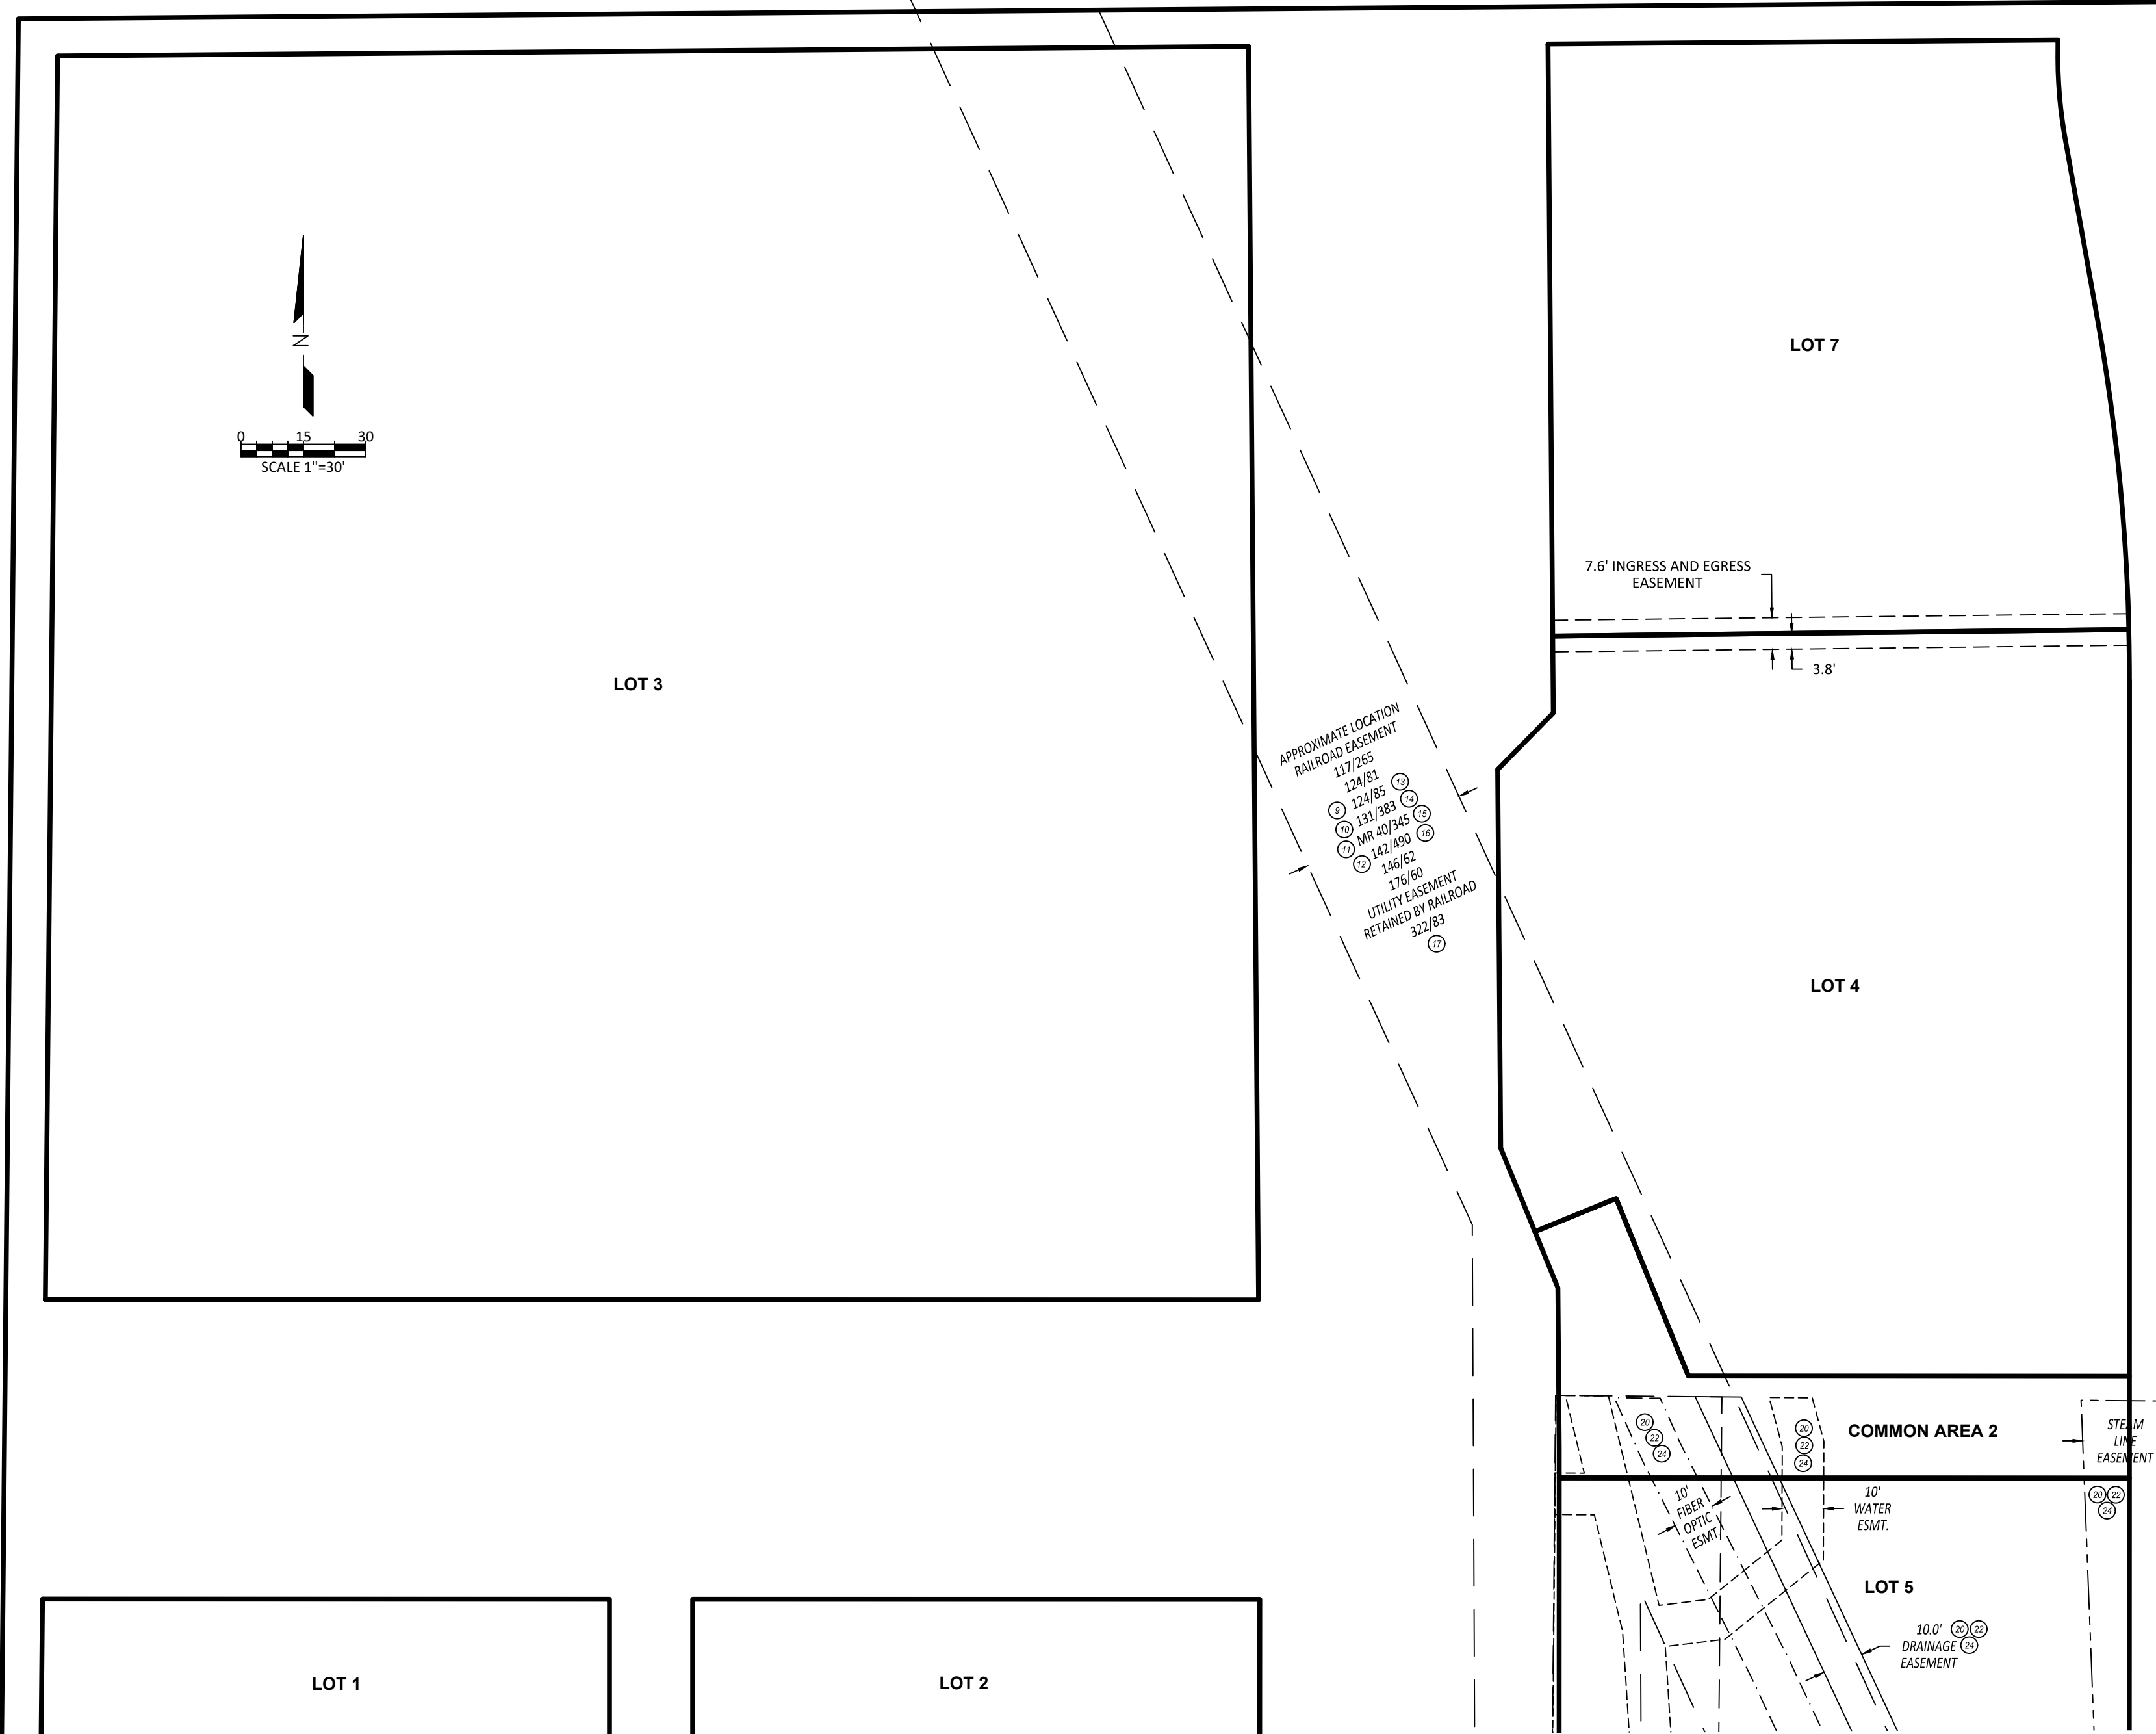 LOT 7
N
0 15 30
SCALE 1"=30'
7.6' INGRESS AND EGRESS
EASEMENT
3.8'
LOT 3
APPROXIMATE LOCATION
RAILROAD EASEMENT
117/265
124/81
9 124/85 13
10 131/383 14
11 MR 40/345 15
12 142/490 16
146/62
176/60
UTILITY EASEMENT
RETAINED BY RAILROAD
322/83
17
LOT 4
20
22
24
20
22
24
COMMON AREA 2
STEAM
LINE
EASEMENT
20 22
24
10'
FIBER
OPTIC
ESMT
10'
WATER
ESMT.
LOT 5
10.0' 20 22
DRAINAGE 24
EASEMENT
LOT 1
LOT 2